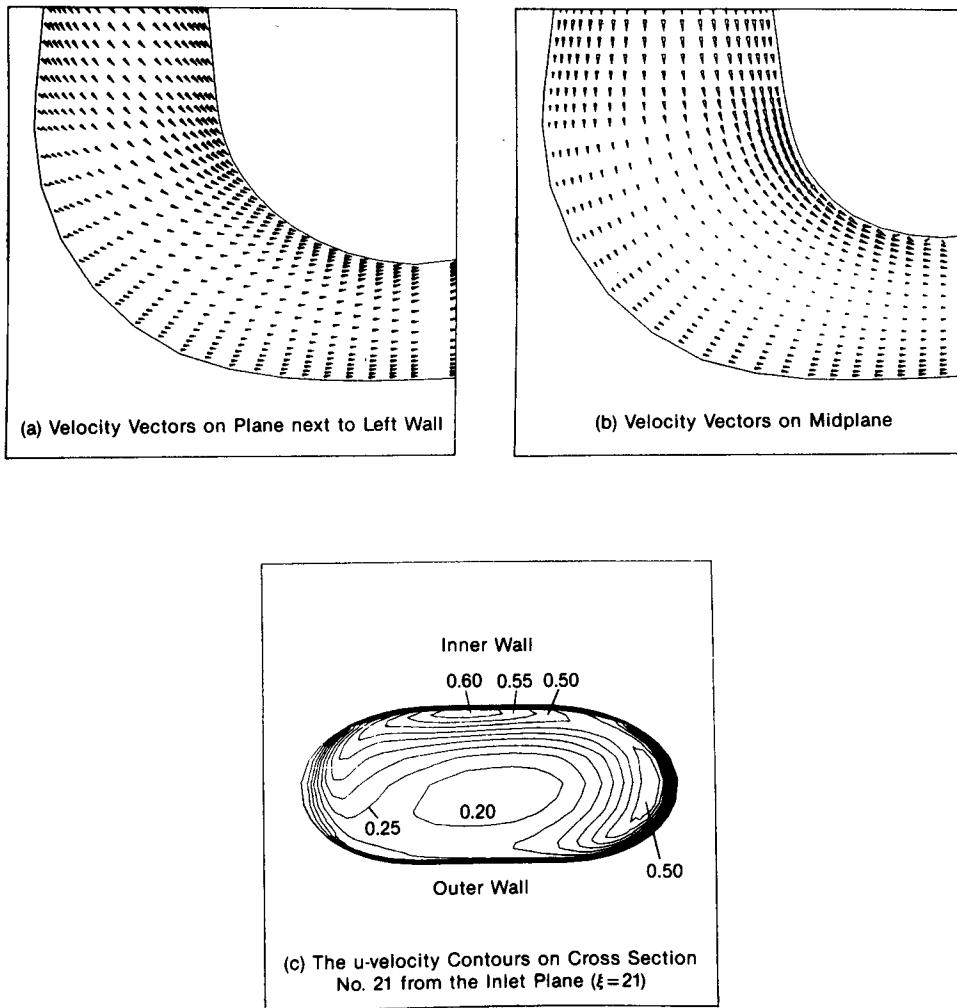 (a) Velocity Vectors on Plane next to Left Wall
(b) Velocity Vectors on Midplane
Inner Wall
0.60 0.55 0.50
0.25
0.20
0.50
Outer Wall
(c) The u-velocity Contours on Cross Section
No. 21 from the Inlet Plane (ξ=21)